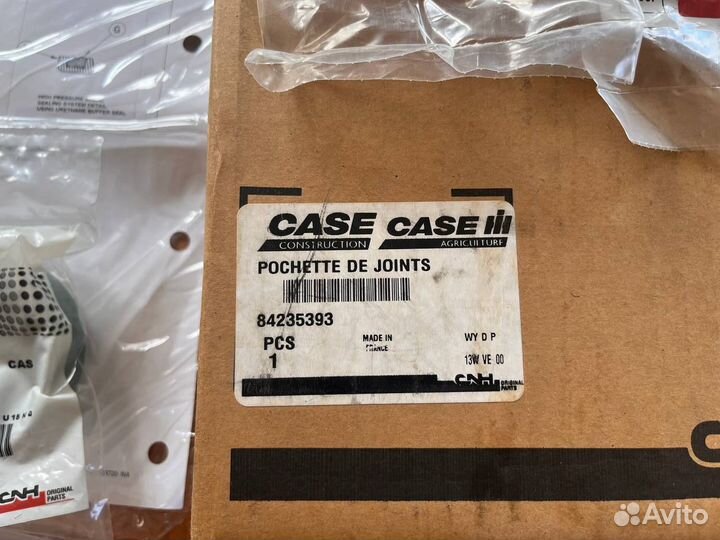 G
HIGH PRESSURE
SEALING SYSTEM DETAIL
USING URETHANE BUFFER SEAL
CASE CASE IH
CONSTRUCTION AGRICULTURE
POCHETTE DE JOINTS
84235393
PCS MADE IN FRANCE WY D P
1 13W VE 00
CNH ORIGINAL PARTS
CAS
U 15 N Q
CNH ORIGINAL PARTS
C
Avito